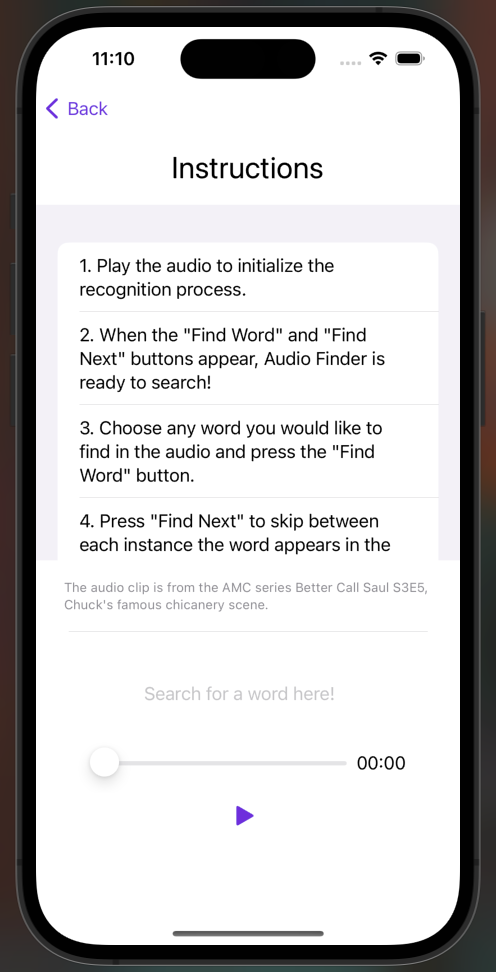 11:10
Back
Instructions
1. Play the audio to initialize the
recognition process.
2. When the "Find Word" and "Find
Next" buttons appear, Audio Finder is
ready to search!
3. Choose any word you would like to
find in the audio and press the "Find
Word" button.
4. Press "Find Next" to skip between
each instance the word appears in the
The audio clip is from the AMC series Better Call Saul S3E5,
Chuck's famous chicanery scene.
Search for a word here!
00:00